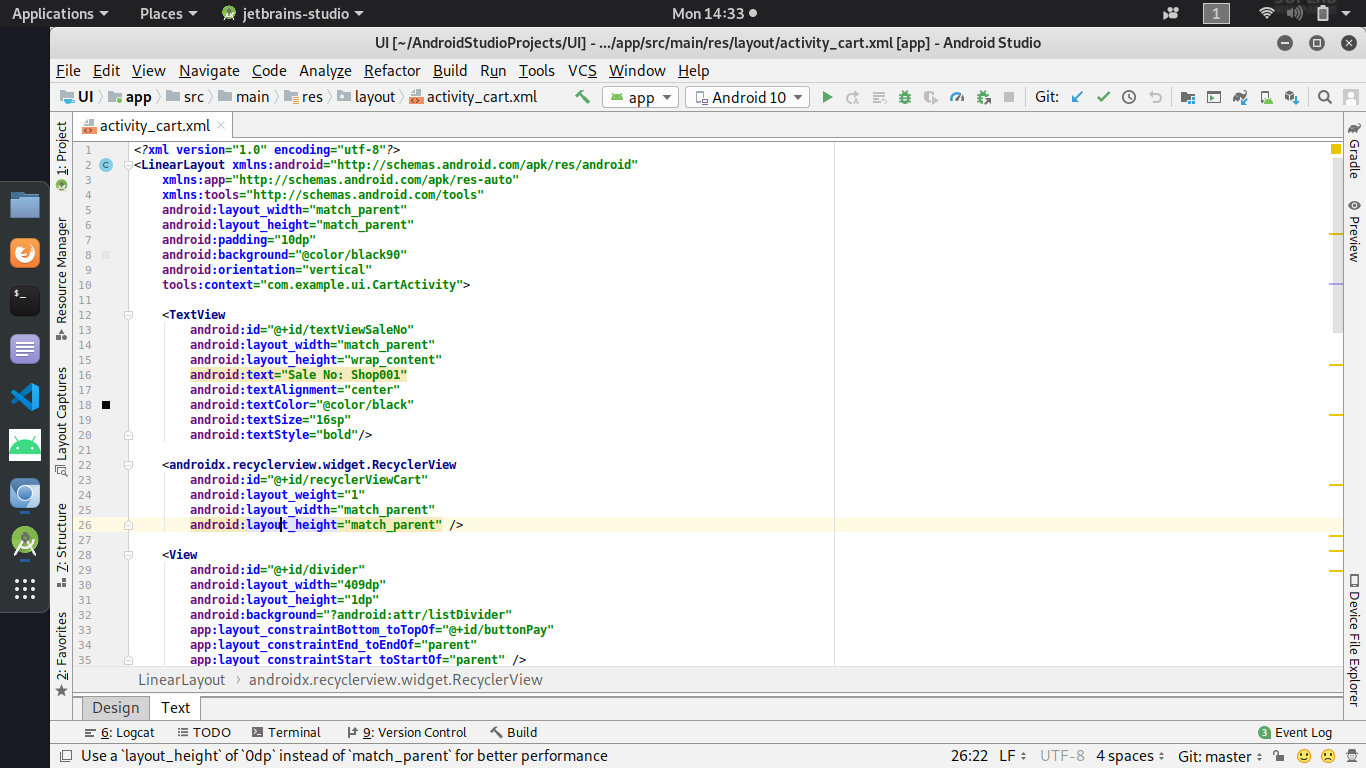 Applications Places jetbrains-studio Mon 14:33 1
UI [~/AndroidStudioProjects/UI] - .../app/src/main/res/layout/activity_cart.xml [app] - Android Studio
File Edit View Navigate Code Analyze Refactor Build Run Tools VCS Window Help
UI app src main res layout activity_cart.xml app Android 10 Git:
activity_cart.xml
1: Project
Resource Manager
Layout Captures
7: Structure
2: Favorites
1 <?xml version="1.0" encoding="utf-8"?>
2 <LinearLayout xmlns:android="http://schemas.android.com/apk/res/android"
3 xmlns:app="http://schemas.android.com/apk/res-auto"
4 xmlns:tools="http://schemas.android.com/tools"
5 android:layout_width="match_parent"
6 android:layout_height="match_parent"
7 android:padding="10dp"
8 android:background="@color/black90"
9 android:orientation="vertical"
10 tools:context="com.example.ui.CartActivity">
11
12 <TextView
13 android:id="@+id/textViewSaleNo"
14 android:layout_width="match_parent"
15 android:layout_height="wrap_content"
16 android:text="Sale No: Shop001"
17 android:textAlignment="center"
18 android:textColor="@color/black"
19 android:textSize="16sp"
20 android:textStyle="bold"/>
21
22 <androidx.recyclerview.widget.RecyclerView
23 android:id="@+id/recyclerViewCart"
24 android:layout_weight="1"
25 android:layout_width="match_parent"
26 android:layout_height="match_parent" />
27
28 <View
29 android:id="@+id/divider"
30 android:layout_width="409dp"
31 android:layout_height="1dp"
32 android:background="?android:attr/listDivider"
33 app:layout_constraintBottom_toTopOf="@+id/buttonPay"
34 app:layout_constraintEnd_toEndOf="parent"
35 app:layout_constraintStart_toStartOf="parent" />
Gradle
Preview
Device File Explorer
LinearLayout › androidx.recyclerview.widget.RecyclerView
Design Text
6: Logcat TODO Terminal 9: Version Control Build 3 Event Log
Use a `layout_height` of `0dp` instead of `match_parent` for better performance 26:22 LF UTF-8 4 spaces Git: master